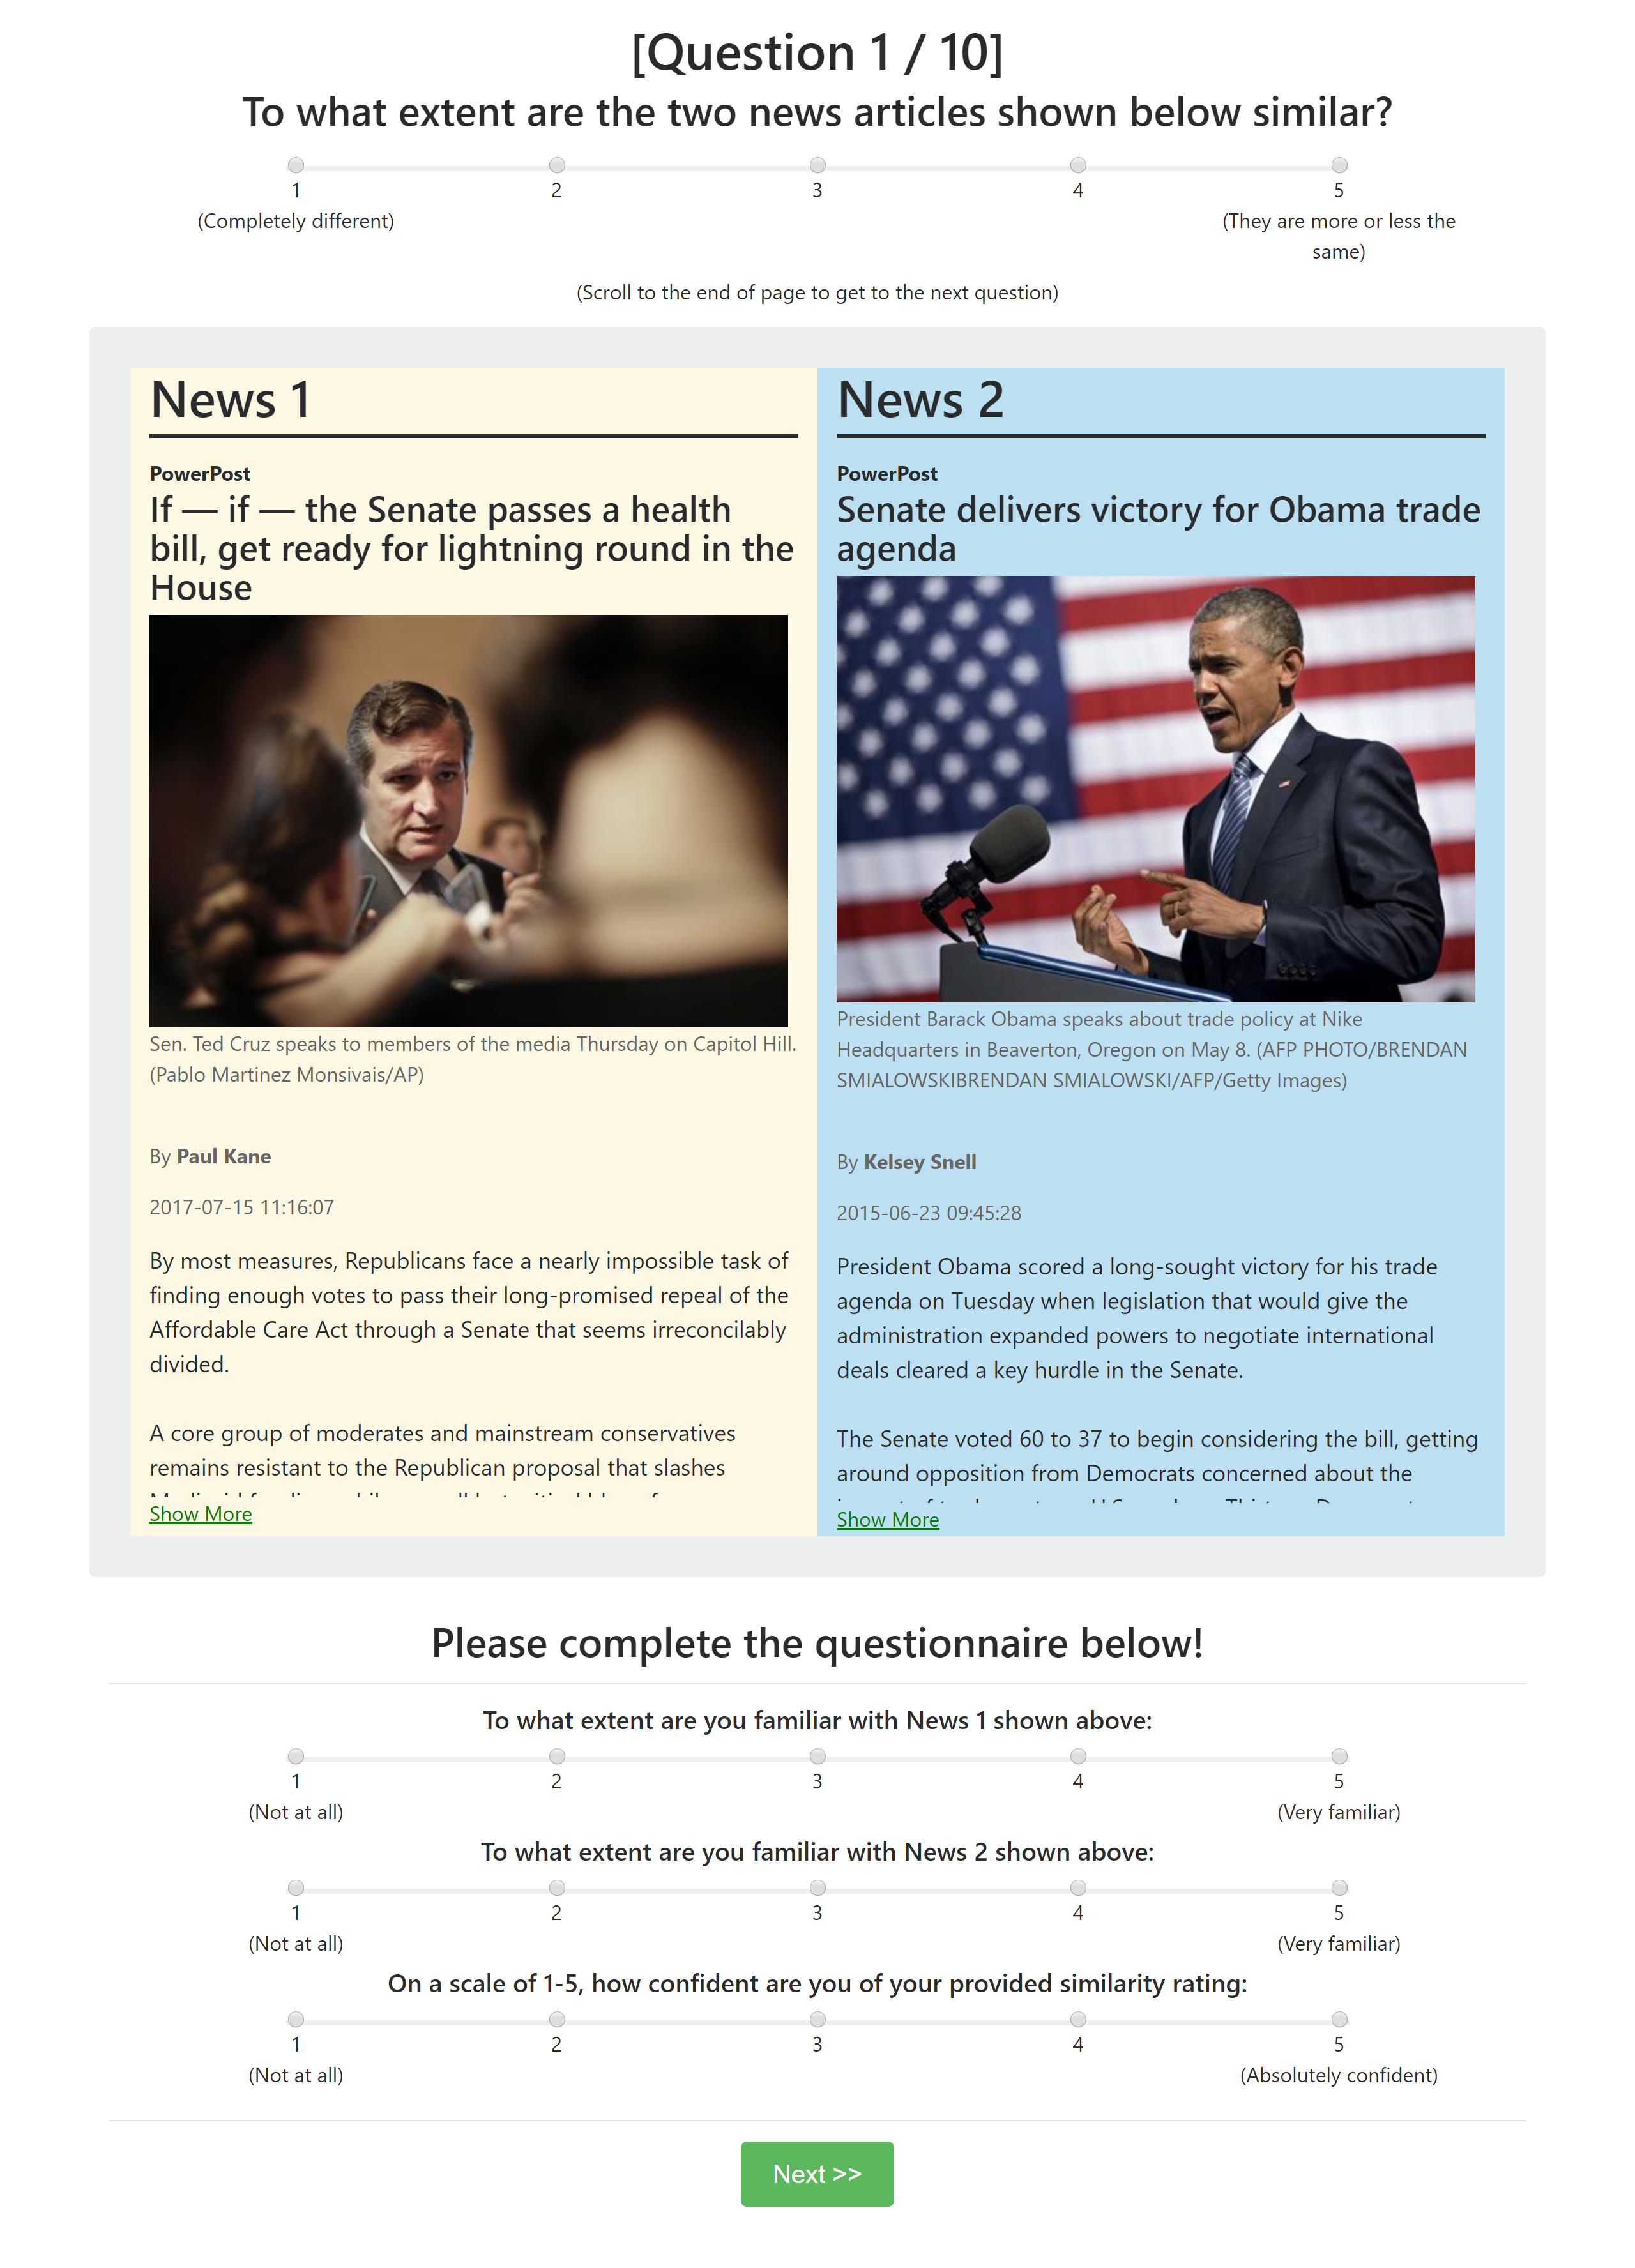 [Question 1 / 10]
To what extent are the two news articles shown below similar?
1
2
3
4
5
(Completely different)
(They are more or less the
same)
(Scroll to the end of page to get to the next question)
News 1
PowerPost
If — if — the Senate passes a health
bill, get ready for lightning round in the
House
Sen. Ted Cruz speaks to members of the media Thursday on Capitol Hill.
(Pablo Martinez Monsivais/AP)
By Paul Kane
2017-07-15 11:16:07
By most measures, Republicans face a nearly impossible task of
finding enough votes to pass their long-promised repeal of the
Affordable Care Act through a Senate that seems irreconcilably
divided.
A core group of moderates and mainstream conservatives
remains resistant to the Republican proposal that slashes
Show More
News 2
PowerPost
Senate delivers victory for Obama trade
agenda
President Barack Obama speaks about trade policy at Nike
Headquarters in Beaverton, Oregon on May 8. (AFP PHOTO/BRENDAN
SMIALOWSKIBRENDAN SMIALOWSKI/AFP/Getty Images)
By Kelsey Snell
2015-06-23 09:45:28
President Obama scored a long-sought victory for his trade
agenda on Tuesday when legislation that would give the
administration expanded powers to negotiate international
deals cleared a key hurdle in the Senate.
The Senate voted 60 to 37 to begin considering the bill, getting
around opposition from Democrats concerned about the
Show More
Please complete the questionnaire below!
To what extent are you familiar with News 1 shown above:
1
2
3
4
5
(Not at all)
(Very familiar)
To what extent are you familiar with News 2 shown above:
1
2
3
4
5
(Not at all)
(Very familiar)
On a scale of 1-5, how confident are you of your provided similarity rating:
1
2
3
4
5
(Not at all)
(Absolutely confident)
Next >>